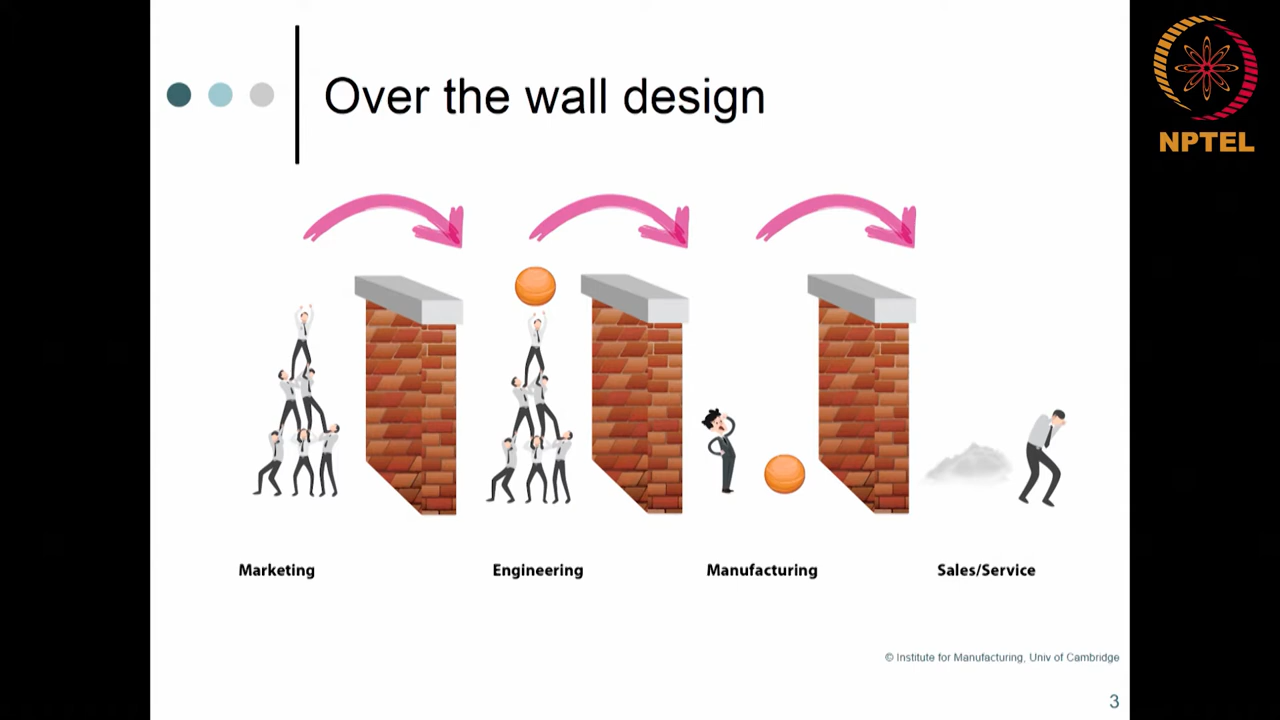 Over the wall design
NPTEL
Marketing
Engineering
Manufacturing
Sales/Service
© Institute for Manufacturing, Univ of Cambridge
3